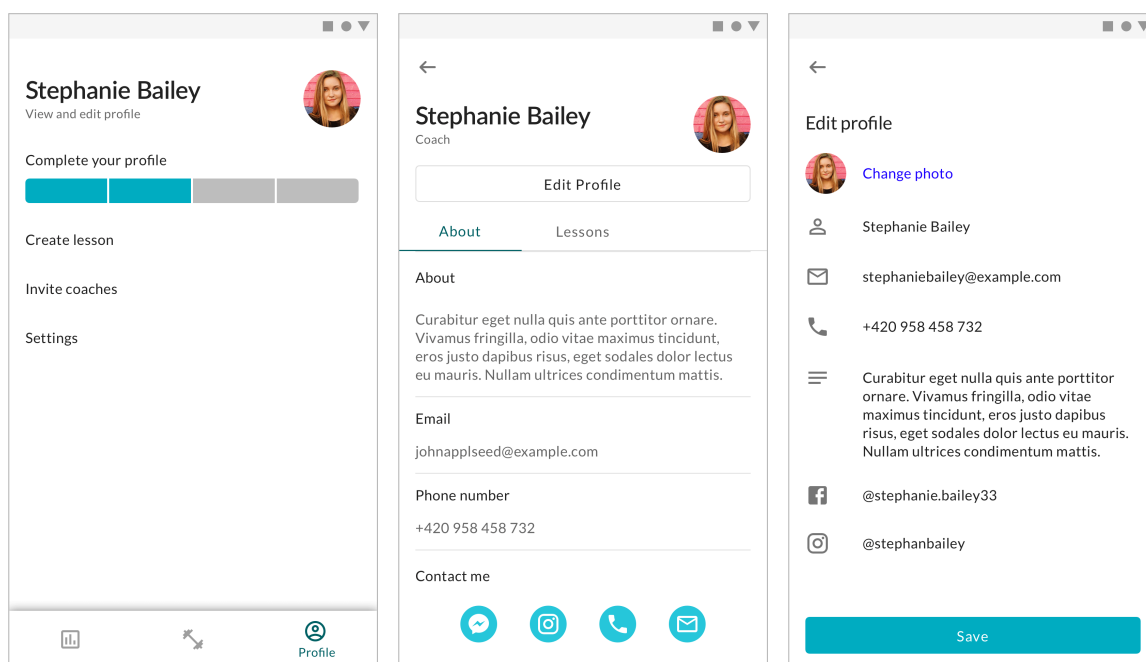 Stephanie Bailey
View and edit profile
Complete your profile
Create lesson
Invite coaches
Settings
Profile
Stephanie Bailey
Coach
Edit Profile
About
Lessons
About
Curabitur eget nulla quis ante porttitor ornare.
Vivamus fringilla, odio vitae maximus tincidunt,
eros justo dapibus risus, eget sodales dolor lectus
eu mauris. Nullam ultrices condimentum mattis.
Email
johnapplseed@example.com
Phone number
+420 958 458 732
Contact me
Edit profile
Change photo
Stephanie Bailey
stephaniebailey@example.com
+420 958 458 732
Curabitur eget nulla quis ante porttitor
ornare. Vivamus fringilla, odio vitae
maximus tincidunt, eros justo dapibus
risus, eget sodales dolor lectus eu mauris.
Nullam ultrices condimentum mattis.
@stephanie.bailey33
@stephanbailey
Save